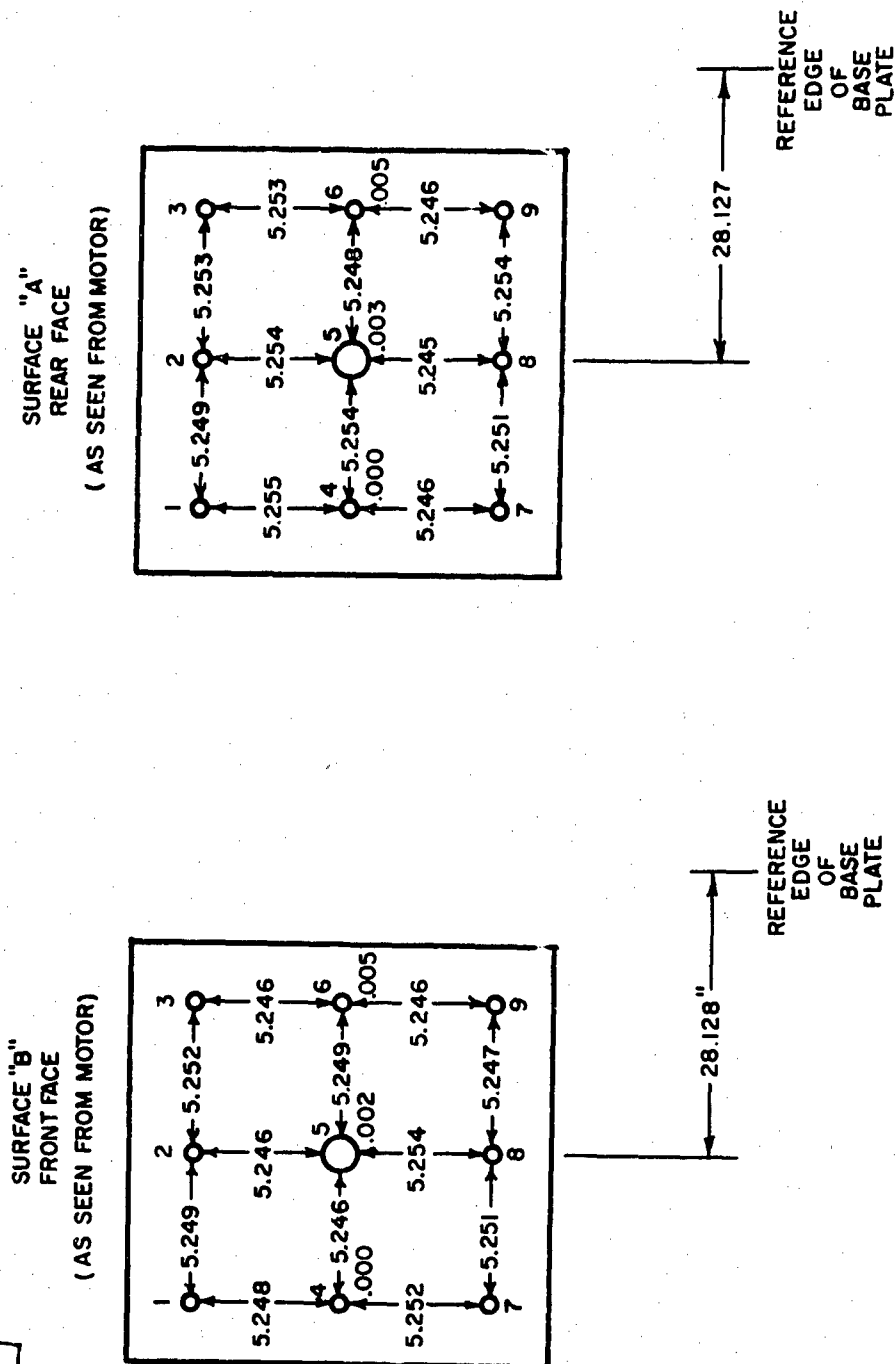 SURFACE "B"
FRONT FACE
(AS SEEN FROM MOTOR)
1 2 3
5.249 5.252
5.248 5.246 5.246
4 5 6
5.246 5.249
.000 .002 .005
5.252 5.254 5.246
5.251 5.247
7 8 9
28.128"
REFERENCE
EDGE
OF
BASE
PLATE
SURFACE "A"
REAR FACE
(AS SEEN FROM MOTOR)
1 2 3
5.249 5.253
5.255 5.254 5.253
4 5 6
5.254 5.248
.000 .003 .005
5.246 5.245 5.246
5.251 5.254
7 8 9
28.127
REFERENCE
EDGE
OF
BASE
PLATE